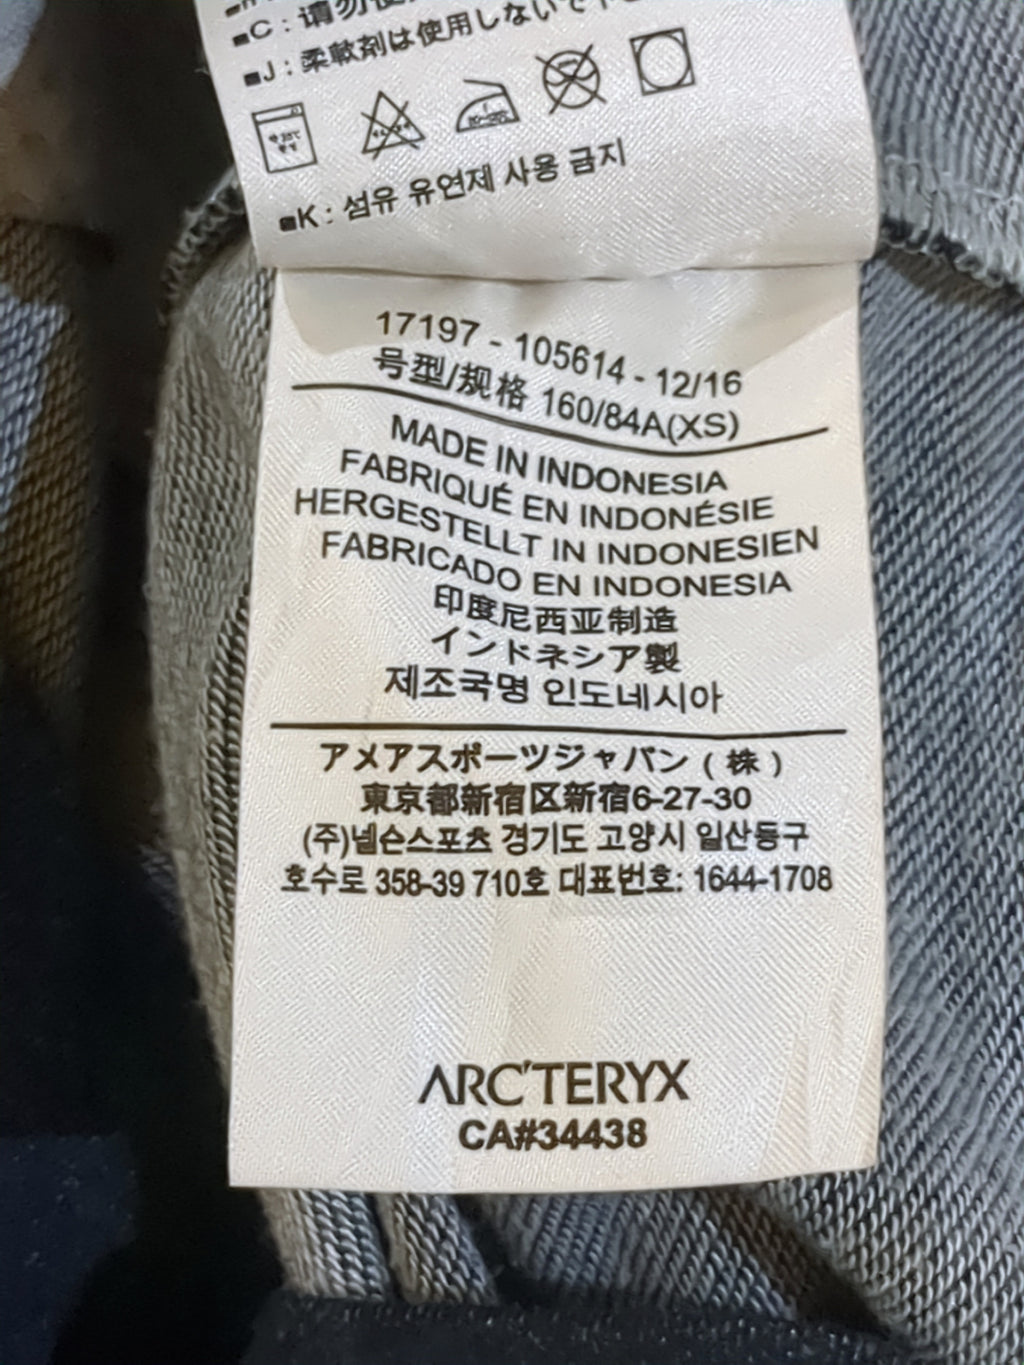 ■C : 请勿使
■J : 柔軟剤は使用しないで下
■K : 섬유 유연제 사용 금지
17197 - 105614 - 12/16
号型/规格 160/84A(XS)
MADE IN INDONESIA
FABRIQUÉ EN INDONÉSIE
HERGESTELLT IN INDONESIEN
FABRICADO EN INDONESIA
印度尼西亚制造
インドネシア製
제조국명 인도네시아
アメアスポーツジャパン ( 株 )
東京都新宿区新宿6-27-30
(주)넬슨스포츠 경기도 고양시 일산동구
호수로 358-39 710호 대표번호: 1644-1708
ARC'TERYX
CA#34438